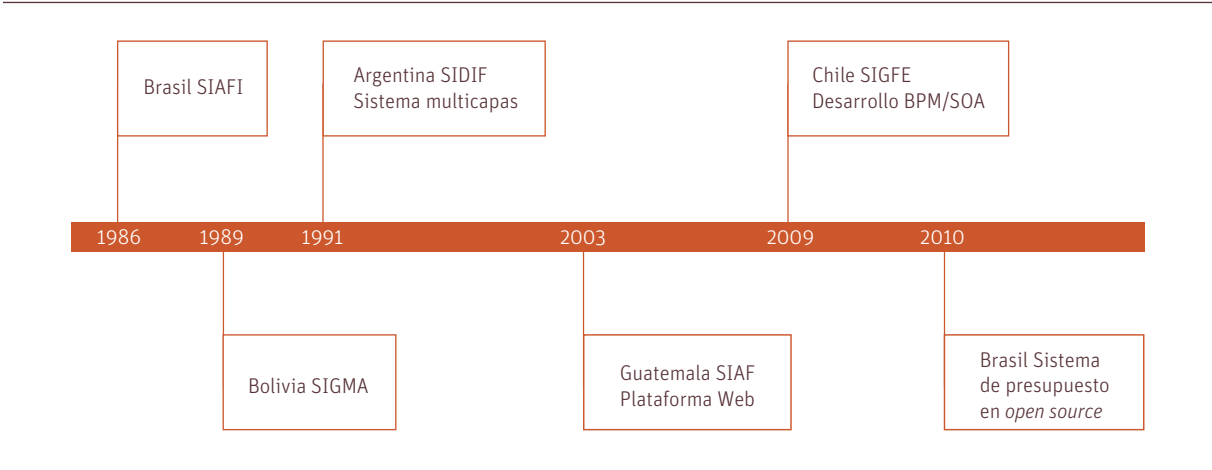 Brasil SIAFI
Argentina SIDIF
Sistema multicapas
Chile SIGFE
Desarrollo BPM/SOA
1986
1989
1991
2003
2009
2010
Bolivia SIGMA
Guatemala SIAF
Plataforma Web
Brasil Sistema
de presupuesto
en open source